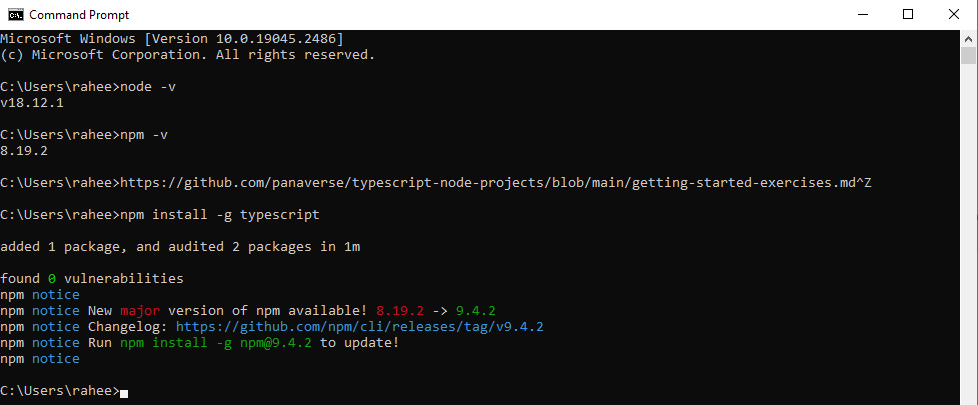 Command Prompt
Microsoft Windows [Version 10.0.19045.2486]
(c) Microsoft Corporation. All rights reserved.
C:\Users\rahee>node -v
v18.12.1
C:\Users\rahee>npm -v
8.19.2
C:\Users\rahee>https://github.com/panaverse/typescript-node-projects/blob/main/getting-started-exercises.md^Z
C:\Users\rahee>npm install -g typescript
added 1 package, and audited 2 packages in 1m
found 0 vulnerabilities
npm notice
npm notice New major version of npm available! 8.19.2 -> 9.4.2
npm notice Changelog: https://github.com/npm/cli/releases/tag/v9.4.2
npm notice Run npm install -g npm@9.4.2 to update!
npm notice
C:\Users\rahee>